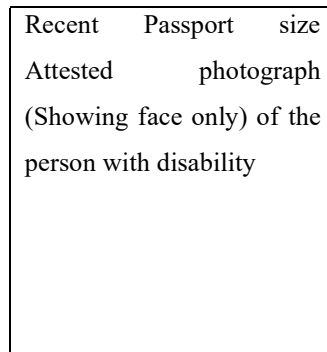 Recent Passport size
Attested photograph
(Showing face only) of the
person with disability